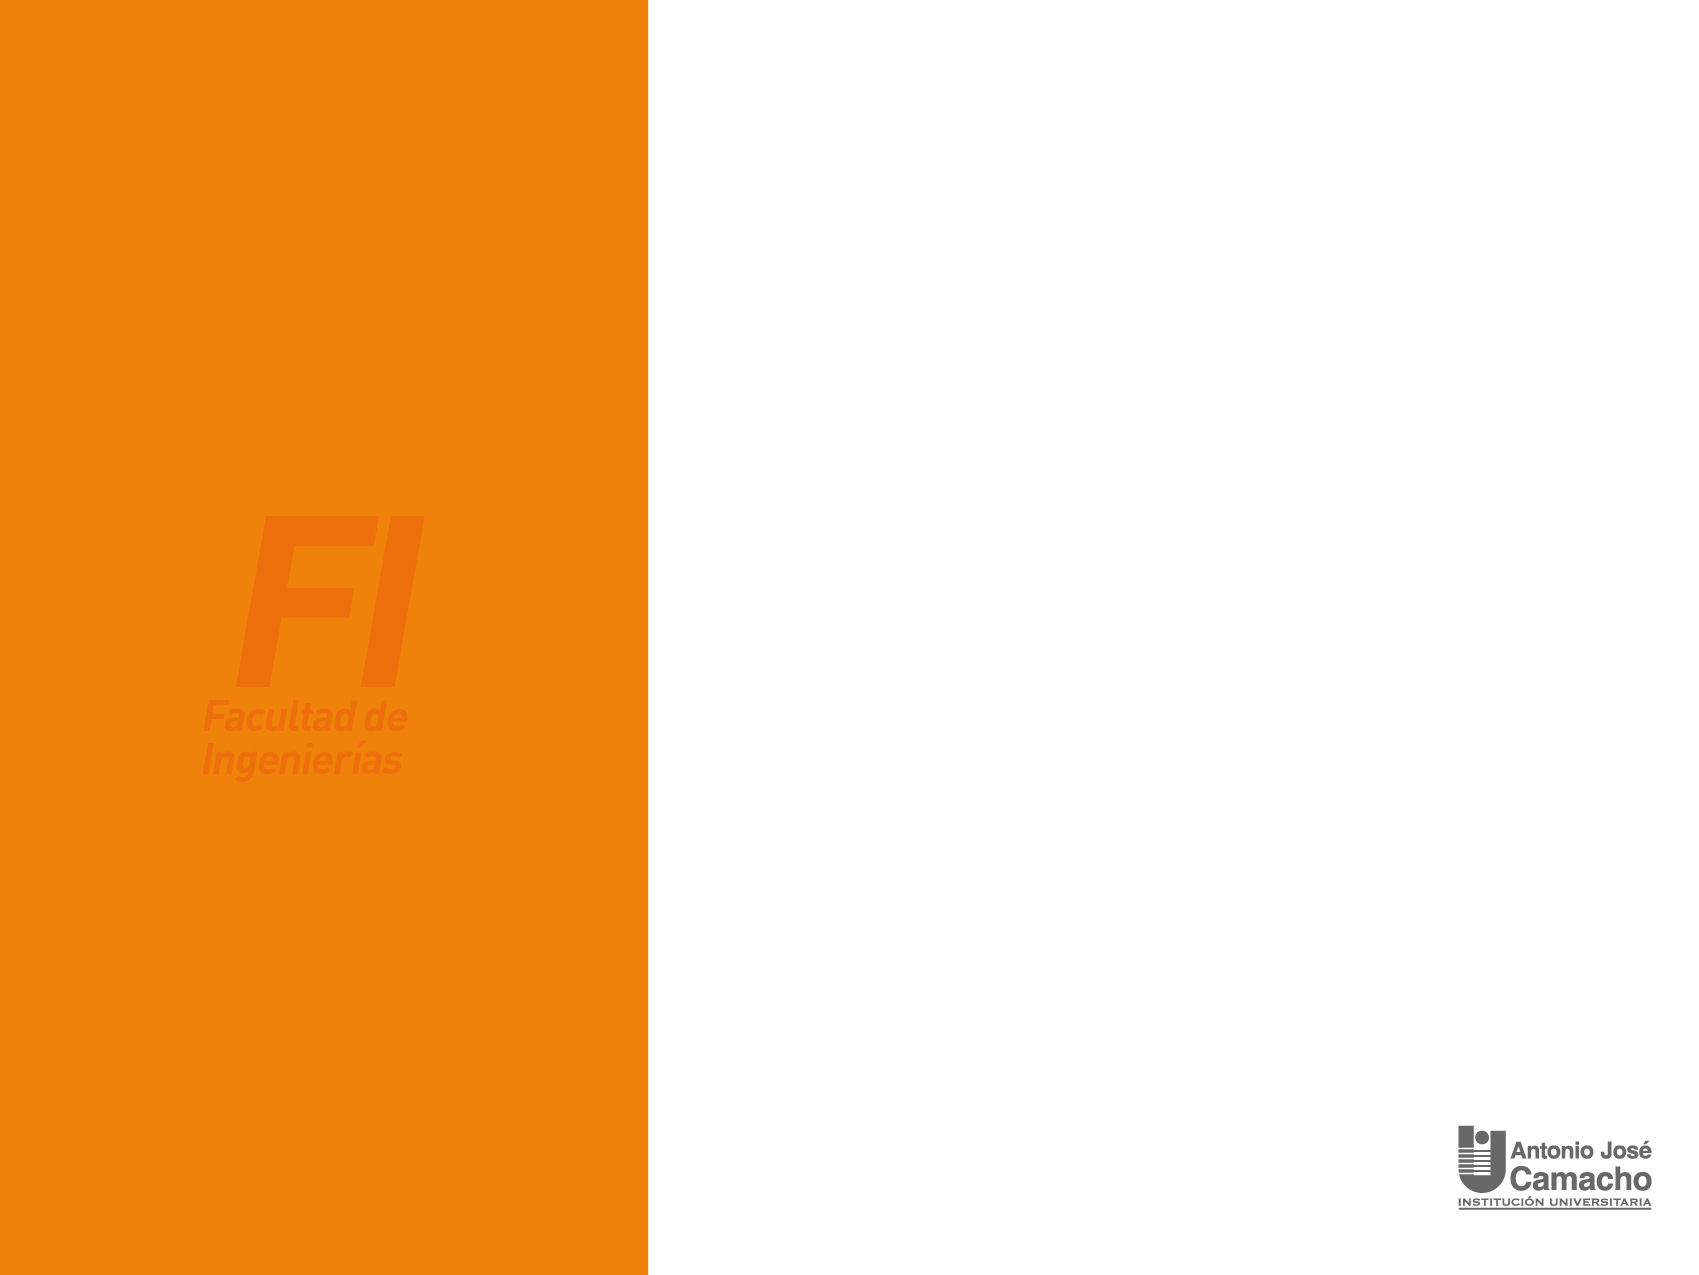 FI
Facultad de
Ingenierías
Antonio José
Camacho
INSTITUCIÓN UNIVERSITARIA